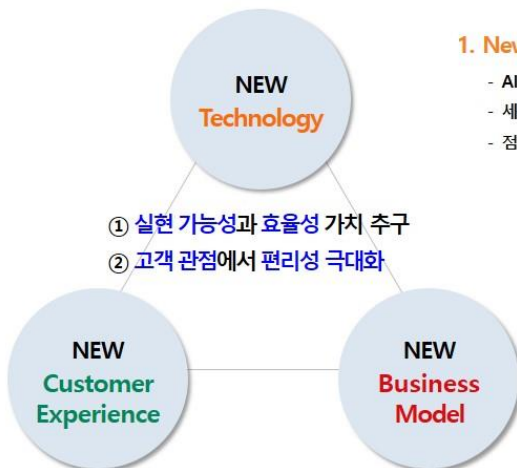 NEW
Technology
1. New
- AI
- 세
- 점
① 실현 가능성과 효율성 가치 추구
② 고객 관점에서 편리성 극대화
NEW
Customer
Experience
NEW
Business
Model